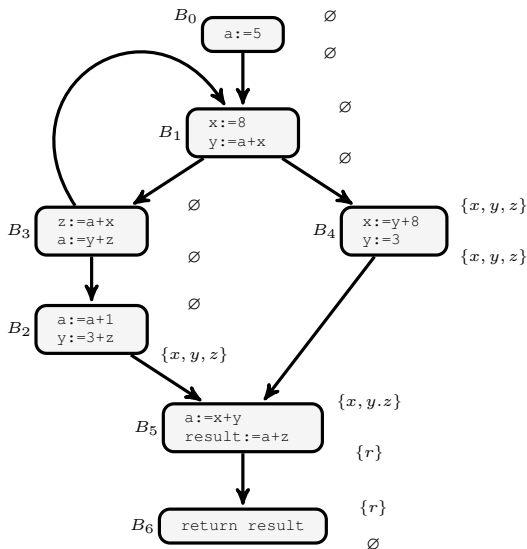 B₀
a:=5
∅
∅
B₁
x:=8
y:=a+x
∅
∅
B₃
z:=a+x
a:=y+z
∅
∅
B₄
x:=y+8
y:=3
{x, y, z}
{x, y, z}
B₂
a:=a+1
y:=3+z
∅
{x, y, z}
B₅
a:=x+y
result:=a+z
{x, y.z}
{r}
B₆
return result
{r}
∅